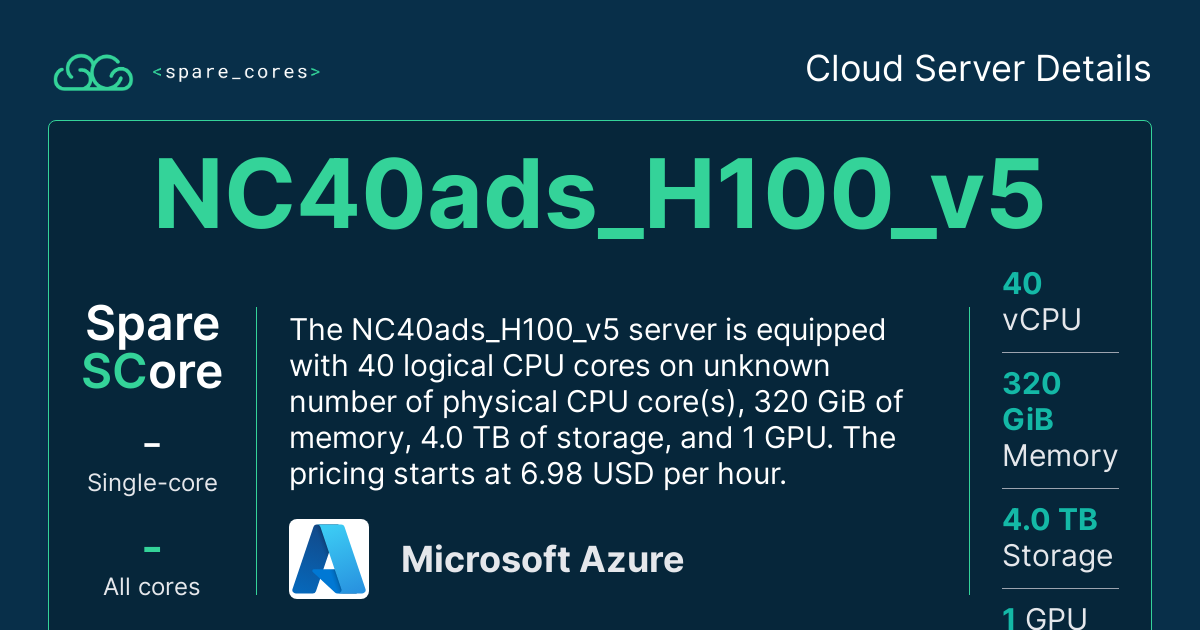 <spare_cores>
Cloud Server Details
NC40ads_H100_v5
Spare
SCore
–
Single-core
–
All cores
The NC40ads_H100_v5 server is equipped
with 40 logical CPU cores on unknown
number of physical CPU core(s), 320 GiB of
memory, 4.0 TB of storage, and 1 GPU. The
pricing starts at 6.98 USD per hour.
Microsoft Azure
40
vCPU
320
GiB
Memory
4.0 TB
Storage
1 GPU